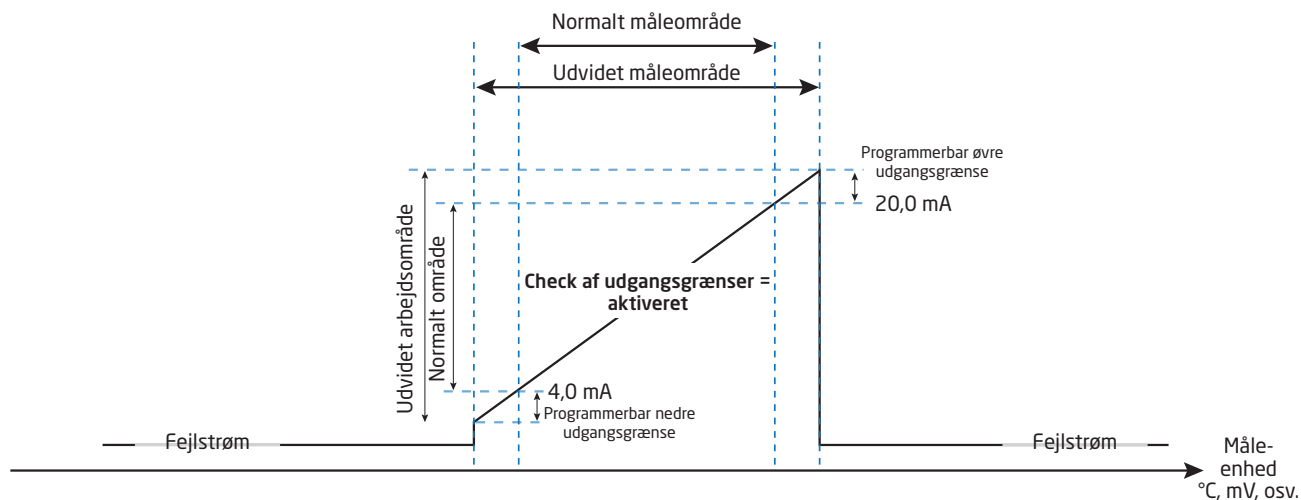 Normalt måleområde
Udvidet måleområde
Programmerbar øvre
udgangsgrænse
20,0 mA
Udvidet arbejdsområde
Normalt område
Check af udgangsgrænser =
aktiveret
4,0 mA
Programmerbar nedre
udgangsgrænse
Fejlstrøm
Fejlstrøm
Måle-
enhed
°C, mV, osv.